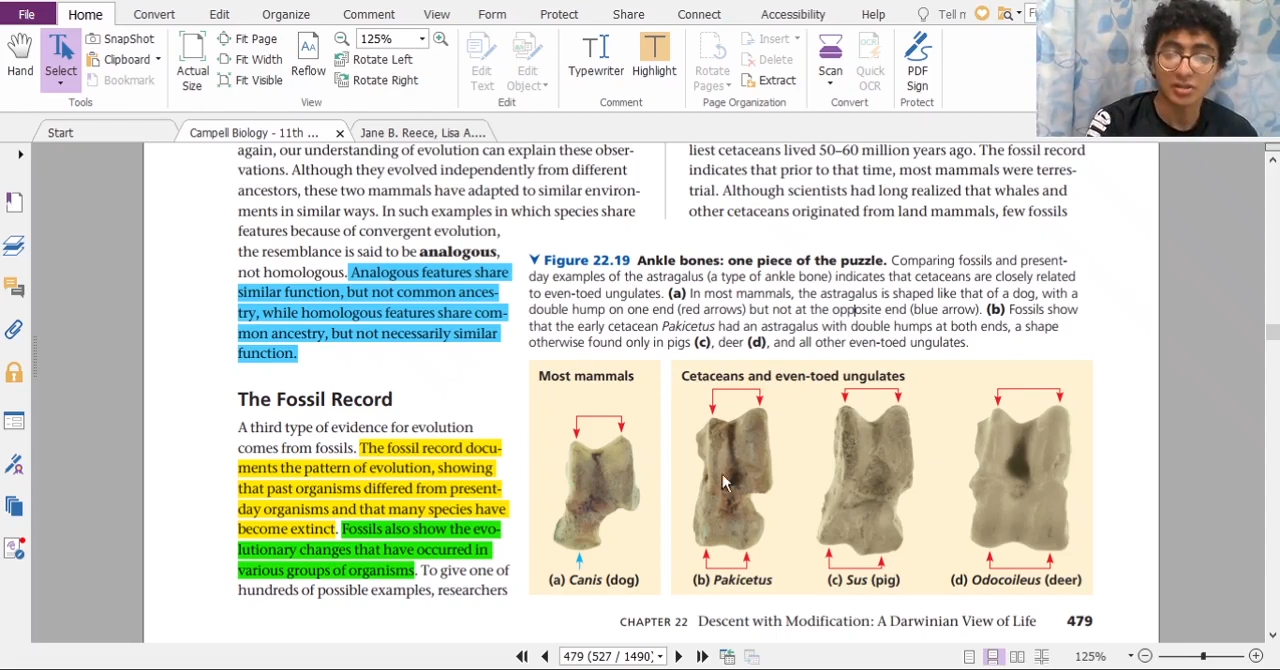 File Home Convert Edit Organize Comment View Form Protect Share Connect Accessibility Help Tell
Hand
Select
SnapShot
Clipboard
Bookmark
Tools
Actual Size
Fit Page
Fit Width
Fit Visible
Reflow
125%
Rotate Left
Rotate Right
View
Edit Text
Edit Object
Edit
Typewriter
Highlight
Comment
Rotate Pages
Insert
Delete
Extract
Page Organization
Scan
Quick OCR
Convert
PDF Sign
Protect
Start
Campell Biology - 11th ...
Jane B. Reece, Lisa A....
again, our understanding of evolution can explain these obser-
vations. Although they evolved independently from different
ancestors, these two mammals have adapted to similar environ-
ments in similar ways. In such examples in which species share
features because of convergent evolution,
the resemblance is said to be analogous,
not homologous. Analogous features share
similar function, but not common ances-
try, while homologous features share com-
mon ancestry, but not necessarily similar
function.
The Fossil Record
A third type of evidence for evolution
comes from fossils. The fossil record docu-
ments the pattern of evolution, showing
that past organisms differed from present-
day organisms and that many species have
become extinct. Fossils also show the evo-
lutionary changes that have occurred in
various groups of organisms. To give one of
hundreds of possible examples, researchers
liest cetaceans lived 50–60 million years ago. The fossil record
indicates that prior to that time, most mammals were terres-
trial. Although scientists had long realized that whales and
other cetaceans originated from land mammals, few fossils
▼ Figure 22.19 Ankle bones: one piece of the puzzle. Comparing fossils and present-
day examples of the astragalus (a type of ankle bone) indicates that cetaceans are closely related
to even-toed ungulates. (a) In most mammals, the astragalus is shaped like that of a dog, with a
double hump on one end (red arrows) but not at the opposite end (blue arrow). (b) Fossils show
that the early cetacean Pakicetus had an astragalus with double humps at both ends, a shape
otherwise found only in pigs (c), deer (d), and all other even-toed ungulates.
Most mammals
Cetaceans and even-toed ungulates
(a) Canis (dog)
(b) Pakicetus
(c) Sus (pig)
(d) Odocoileus (deer)
CHAPTER 22 Descent with Modification: A Darwinian View of Life 479
479 (527 / 1490)
125%